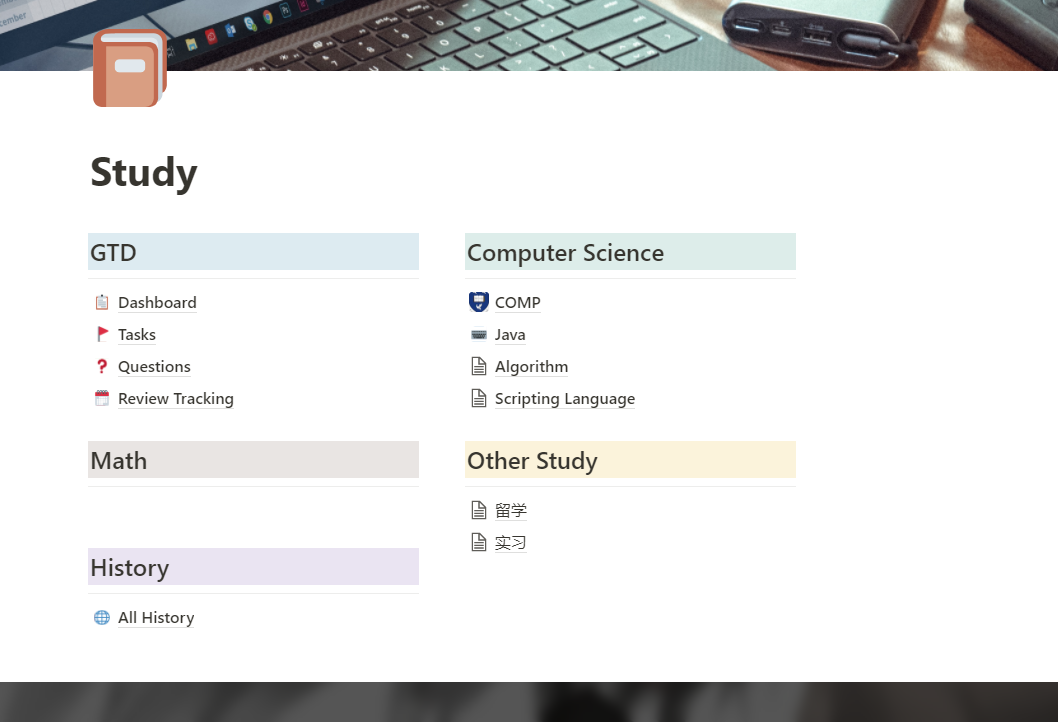 Study
GTD
Dashboard
Tasks
Questions
Review Tracking
Math
History
All History
Computer Science
COMP
Java
Algorithm
Scripting Language
Other Study
留学
实习